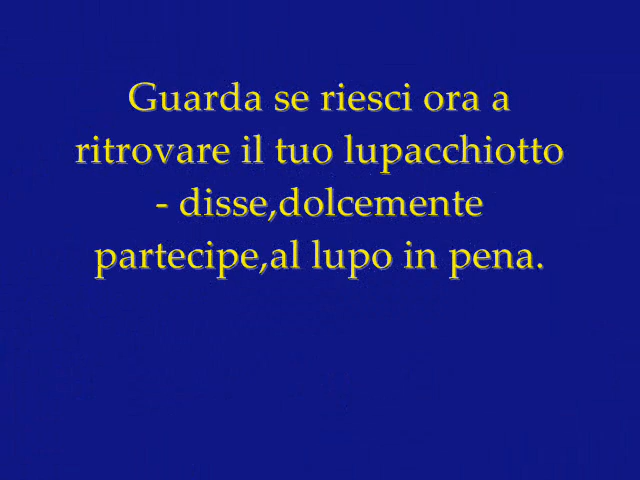 Guarda se riesci ora a
ritrovare il tuo lupacchiotto
- disse,dolcemente
partecipe,al lupo in pena.